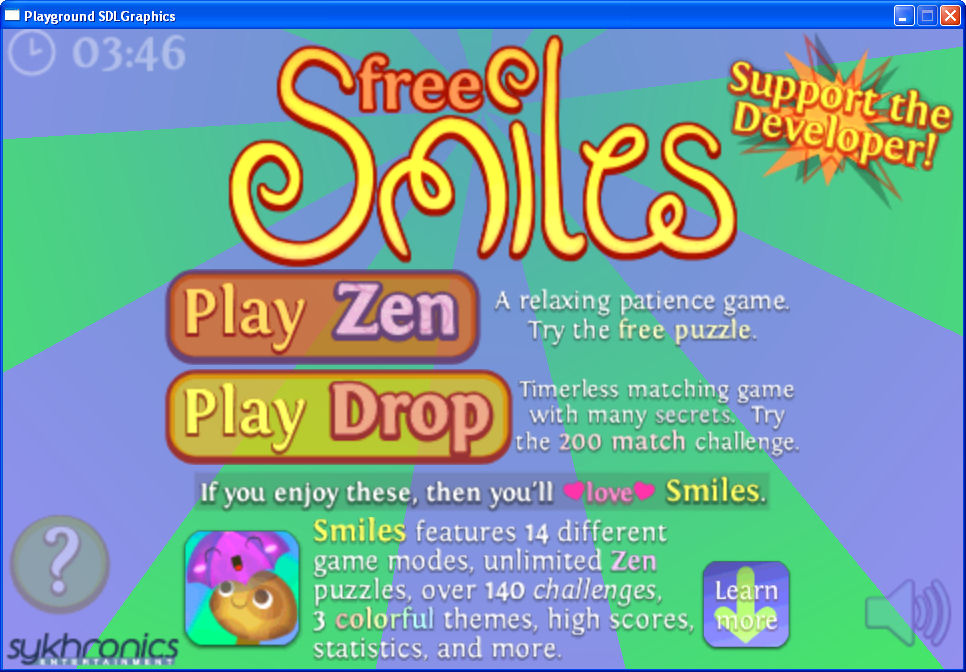 Playground SDLGraphics
03:46
free
Smiles
Support the
Developer!
Play Zen
A relaxing patience game.
Try the free puzzle.
Play Drop
Timerless matching game
with many secrets. Try
the 200 match challenge.
If you enjoy these, then you'll love Smiles.
Smiles features 14 different
game modes, unlimited Zen
puzzles, over 140 challenges,
3 colorful themes, high scores,
statistics, and more.
Learn
more
?
sykhronics
ENTERTAINMENT